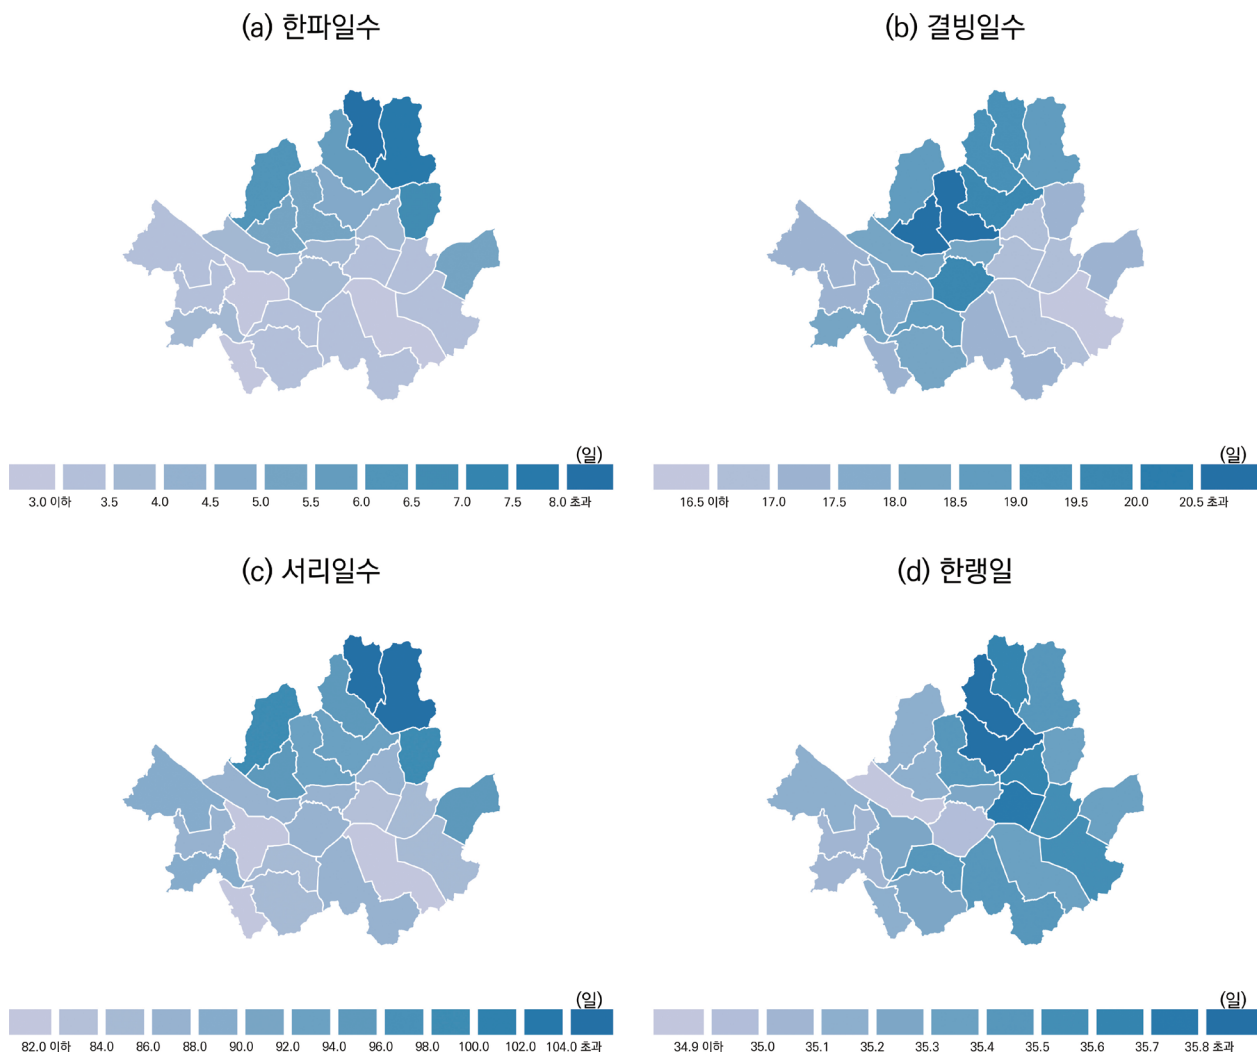 (a) 한파일수
(b) 결빙일수
(일)
3.0 이하 3.5 4.0 4.5 5.0 5.5 6.0 6.5 7.0 7.5 8.0 초과
(일)
16.5 이하 17.0 17.5 18.0 18.5 19.0 19.5 20.0 20.5 초과
(c) 서리일수
(d) 한랭일
(일)
82.0 이하 84.0 86.0 88.0 90.0 92.0 94.0 96.0 98.0 100.0 102.0 104.0 초과
(일)
34.9 이하 35.0 35.1 35.2 35.3 35.4 35.5 35.6 35.7 35.8 초과